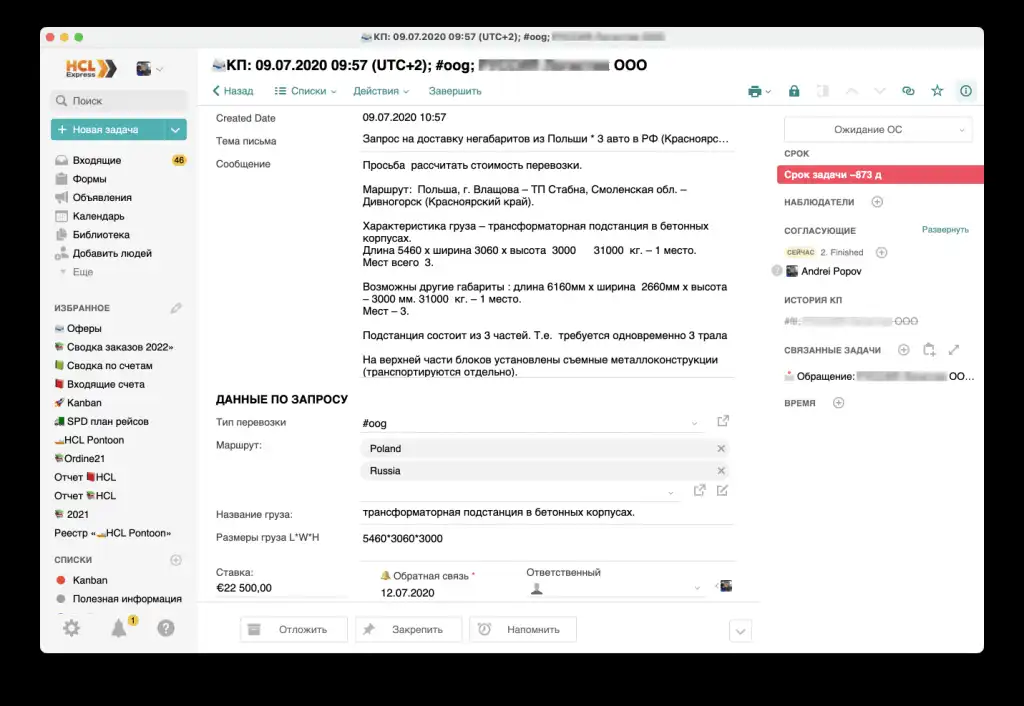 КП: 09.07.2020 09:57 (UTC+2); #oog;
HCL
Express
КП: 09.07.2020 09:57 (UTC+2); #oog; ООО
Поиск
Назад
Списки
Действия
Завершить
+ Новая задача
Входящие
46
Формы
Объявления
Календарь
Библиотека
Добавить людей
Еще
ИЗБРАННОЕ
Оферы
Сводка заказов 2022»
Сводка по счетам
Входящие счета
Kanban
SPD план рейсов
HCL Pontoon
Ordine21
Отчет HCL
Отчет HCL
2021
Реестр «HCL Pontoon»
СПИСКИ
Kanban
Полезная информация
1
Created Date
09.07.2020 10:57
Тема письма
Запрос на доставку негабаритов из Польши * 3 авто в РФ (Красноярс...
Сообщение
Просьба рассчитать стоимость перевозки.
Маршрут: Польша, г. Влащова – ТП Стабна, Смоленская обл. –
Дивногорск (Красноярский край).
Характеристика груза – трансформаторная подстанция в бетонных
корпусах.
Длина 5460 х ширина 3060 х высота 3000 31000 кг. – 1 место.
Мест всего 3.
Возможны другие габариты : длина 6160мм х ширина 2660мм х высота
– 3000 мм. 31000 кг. – 1 место.
Мест – 3.
Подстанция состоит из 3 частей. Т.е. требуется одновременно 3 трала
На верхней части блоков установлены съемные металлоконструкции
(транспортируются отдельно).
ДАННЫЕ ПО ЗАПРОСУ
Тип перевозки
#oog
Маршрут:
Poland
Russia
Название груза:
трансформаторная подстанция в бетонных корпусах.
Размеры груза L*W*H
5460*3060*3000
Ставка:
€22 500,00
Обратная связь *
12.07.2020
Ответственный
Отложить
Закрепить
Напомнить
Ожидание ОС
СРОК
Срок задачи −873 д
НАБЛЮДАТЕЛИ
СОГЛАСУЮЩИЕ
Развернуть
СЕЙЧАС 2. Finished
Andrei Popov
ИСТОРИЯ КП
ООО
СВЯЗАННЫЕ ЗАДАЧИ
Обращение: ОО...
ВРЕМЯ